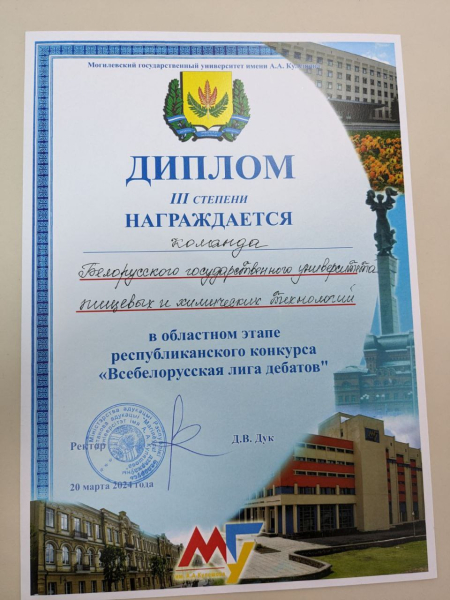 Могилевский государственный университет имени А.А. Кулешова
ДИПЛОМ
III СТЕПЕНИ
НАГРАЖДАЕТСЯ
команда
Белорусского государственного университета
пищевых и химических технологий
в областном этапе
республиканского конкурса
«Всебелорусская лига дебатов"
Ректор
Д.В. Дук
20 марта 2024 года
МГУ